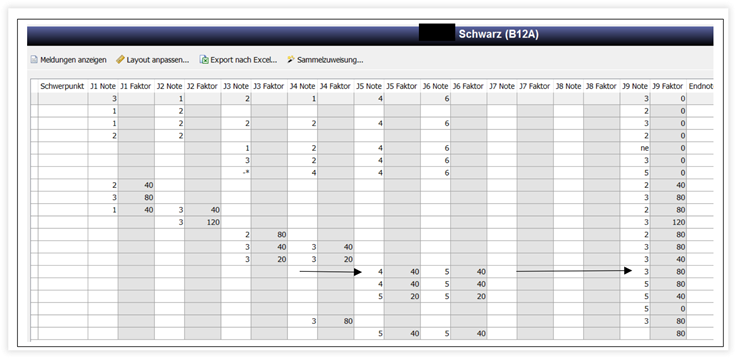 Schwarz (B12A)
Meldungen anzeigen Layout anpassen... Export nach Excel... Sammelzuweisung...
Schwerpunkt J1 Note J1 Faktor J2 Note J2 Faktor J3 Note J3 Faktor J4 Note J4 Faktor J5 Note J5 Faktor J6 Note J6 Faktor J7 Note J7 Faktor J8 Note J8 Faktor J9 Note J9 Faktor Endnot
3 1 2 1 4 6 3 0
1 2 2 0
1 2 2 2 4 6 3 0
2 2 2 0
1 2 4 6 ne 0
3 2 4 6 3 0
-* 4 4 6 5 0
2 40 2 40
3 80 3 80
1 40 3 40 2 80
3 120 3 120
2 80 2 80
3 40 3 40 3 80
3 20 3 20 3 40
4 40 5 40 3 80
4 40 5 40 5 80
5 20 5 20 5 40
5 0
3 80 3 80
5 40 5 40 80